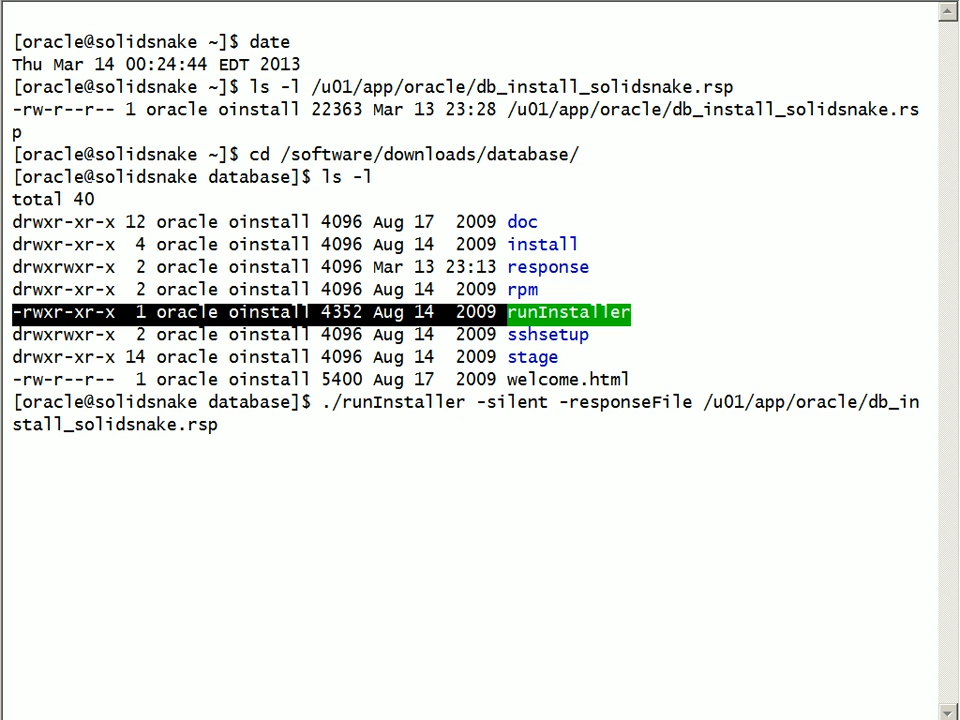 [oracle@solidsnake ~]$ date
Thu Mar 14 00:24:44 EDT 2013
[oracle@solidsnake ~]$ ls -l /u01/app/oracle/db_install_solidsnake.rsp
-rw-r--r-- 1 oracle oinstall 22363 Mar 13 23:28 /u01/app/oracle/db_install_solidsnake.rs
p
[oracle@solidsnake ~]$ cd /software/downloads/database/
[oracle@solidsnake database]$ ls -l
total 40
drwxr-xr-x 12 oracle oinstall 4096 Aug 17  2009 doc
drwxr-xr-x  4 oracle oinstall 4096 Aug 14  2009 install
drwxrwxr-x  2 oracle oinstall 4096 Mar 13 23:13 response
drwxr-xr-x  2 oracle oinstall 4096 Aug 14  2009 rpm
-rwxr-xr-x  1 oracle oinstall 4352 Aug 14  2009 runInstaller
drwxrwxr-x  2 oracle oinstall 4096 Aug 14  2009 sshsetup
drwxr-xr-x 14 oracle oinstall 4096 Aug 14  2009 stage
-rw-r--r--  1 oracle oinstall 5400 Aug 17  2009 welcome.html
[oracle@solidsnake database]$ ./runInstaller -silent -responseFile /u01/app/oracle/db_in
stall_solidsnake.rsp